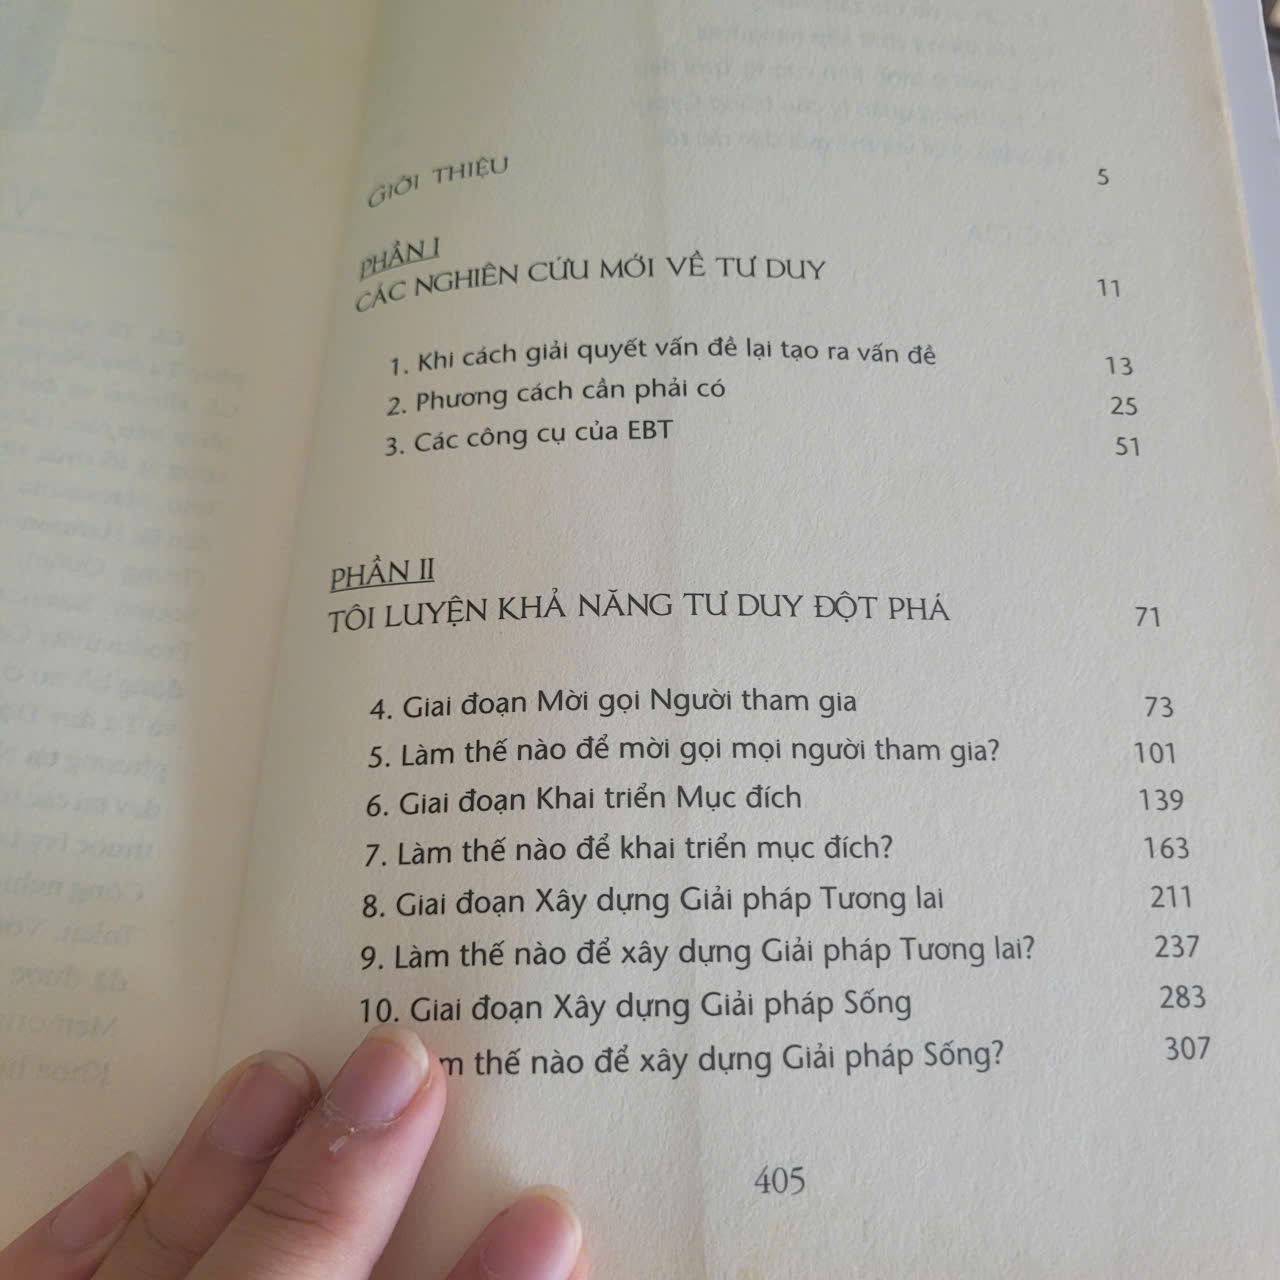 GIỚI THIỆU 5
PHẦN I
CÁC NGHIÊN CỨU MỚI VỀ TƯ DUY 11
1. Khi cách giải quyết vấn đề lại tạo ra vấn đề 13
2. Phương cách cần phải có 25
3. Các công cụ của EBT 51
PHẦN II
TÔI LUYỆN KHẢ NĂNG TƯ DUY ĐỘT PHÁ 71
4. Giai đoạn Mời gọi Người tham gia 73
5. Làm thế nào để mời gọi mọi người tham gia? 101
6. Giai đoạn Khai triển Mục đích 139
7. Làm thế nào để khai triển mục đích? 163
8. Giai đoạn Xây dựng Giải pháp Tương lai 211
9. Làm thế nào để xây dựng Giải pháp Tương lai? 237
10. Giai đoạn Xây dựng Giải pháp Sống 283
thế nào để xây dựng Giải pháp Sống? 307
405